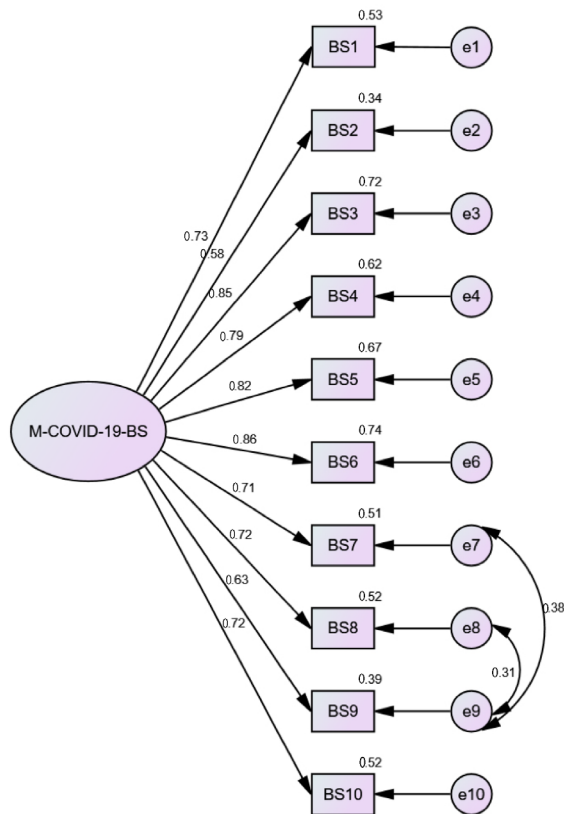 0.53
BS1
e1
0.34
BS2
e2
0.72
BS3
e3
0.62
BS4
e4
0.67
BS5
e5
0.74
BS6
e6
0.51
BS7
e7
0.52
BS8
e8
0.39
BS9
e9
0.52
BS10
e10
M-COVID-19-BS
0.73
0.58
0.85
0.79
0.82
0.86
0.71
0.72
0.63
0.72
0.38
0.31